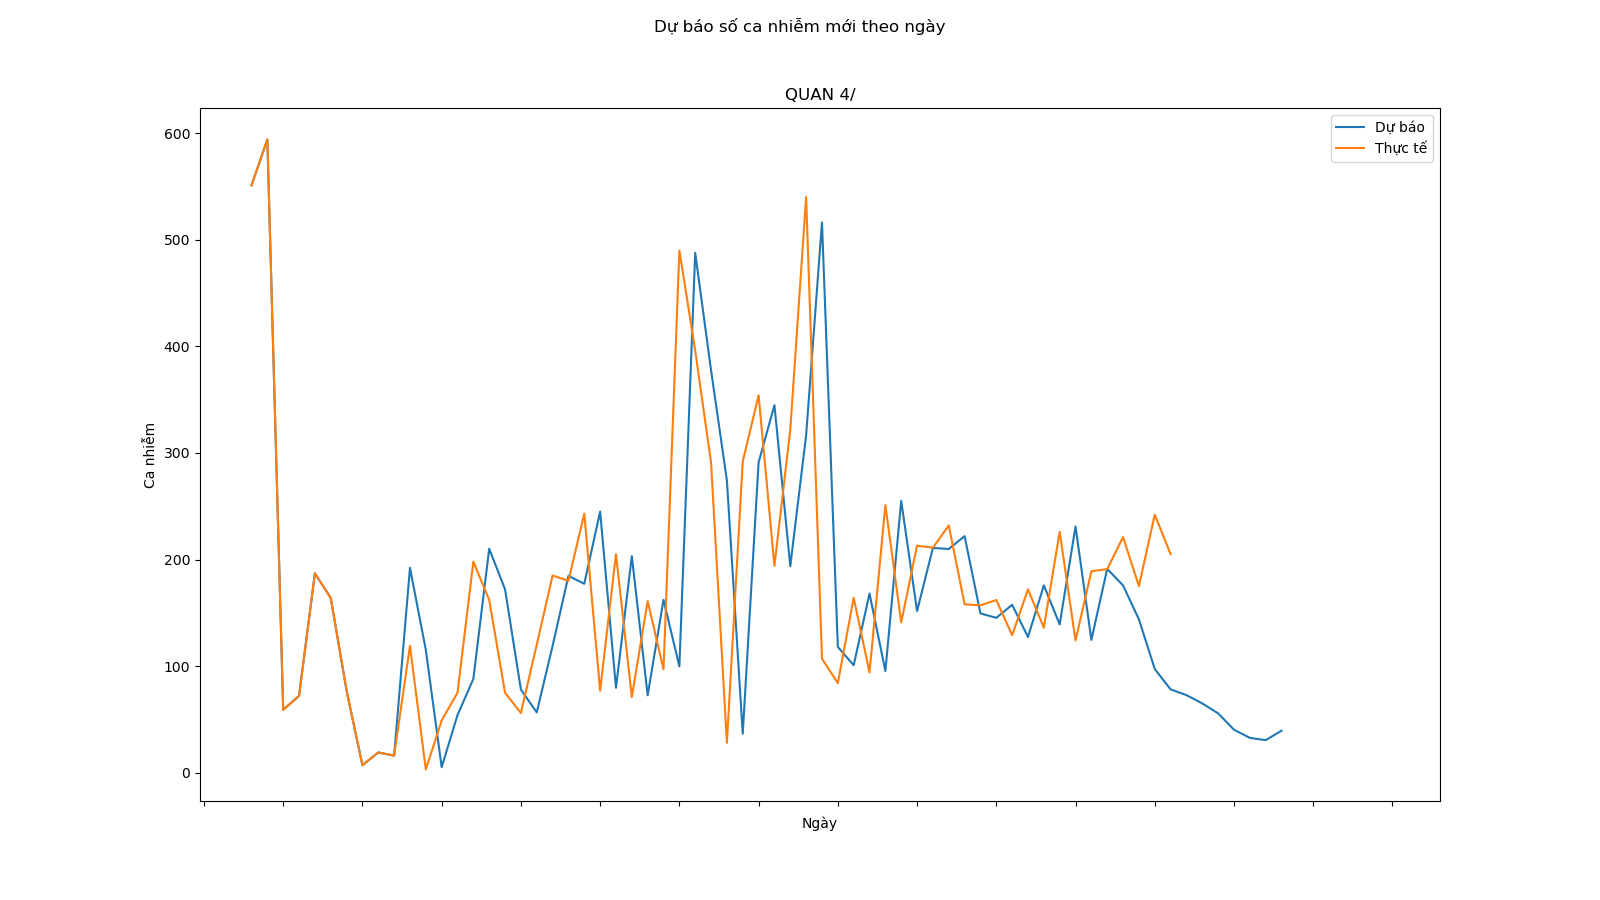 Dự báo số ca nhiễm mới theo ngày
QUAN 4/
Dự báo
Thực tế
600
500
400
300
200
100
0
Ca nhiễm
Ngày